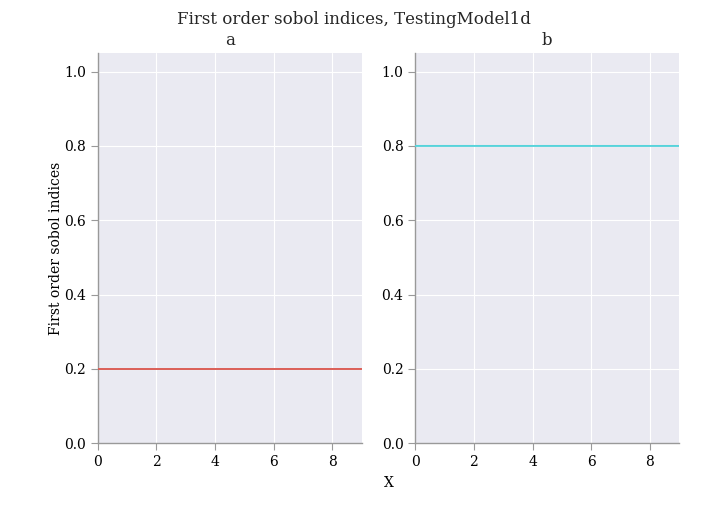 First order sobol indices, TestingModel1d
a
b
First order sobol indices
1.0
0.8
0.6
0.4
0.2
0.0
0 2 4 6 8
1.0
0.8
0.6
0.4
0.2
0.0
0 2 4 6 8
X